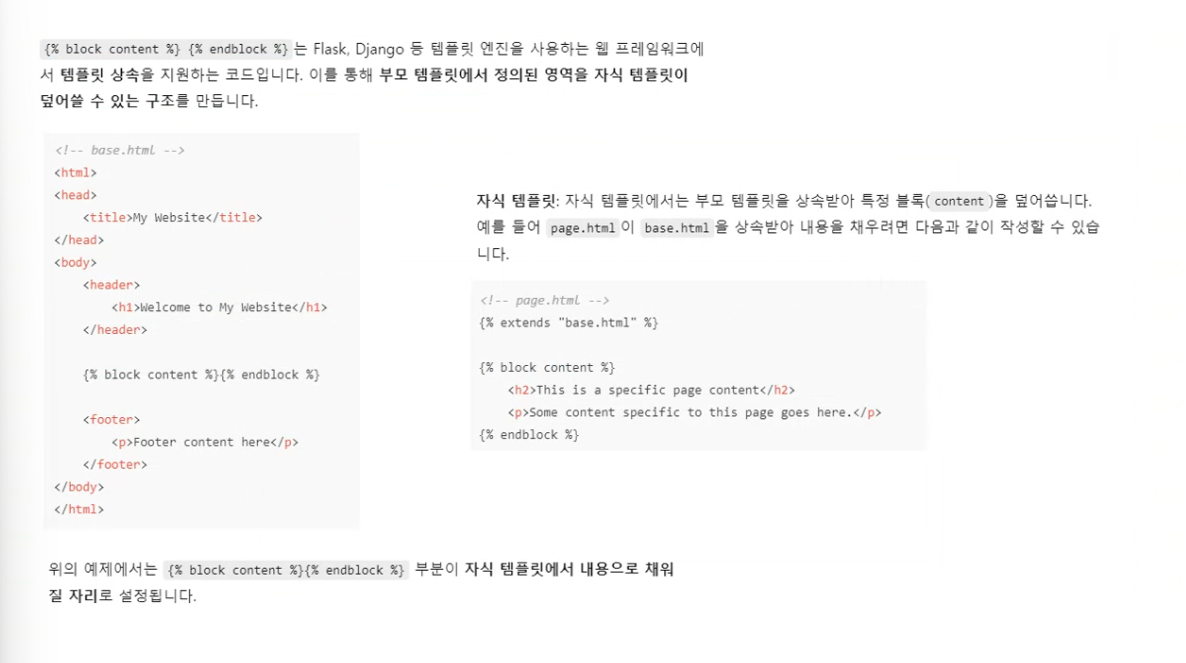 {% block content %} {% endblock %} 는 Flask, Django 등 템플릿 엔진을 사용하는 웹 프레임워크에
서 템플릿 상속을 지원하는 코드입니다. 이를 통해 부모 템플릿에서 정의된 영역을 자식 템플릿이
덮어쓸 수 있는 구조를 만듭니다.
<!-- base.html -->
<html>
<head>
    <title>My Website</title>
</head>
<body>
    <header>
        <h1>Welcome to My Website</h1>
    </header>
    {% block content %}{% endblock %}
    <footer>
        <p>Footer content here</p>
    </footer>
</body>
</html>
자식 템플릿: 자식 템플릿에서는 부모 템플릿을 상속받아 특정 블록( content )을 덮어씁니다.
예를 들어 page.html 이 base.html 을 상속받아 내용을 채우려면 다음과 같이 작성할 수 있습
니다.
<!-- page.html -->
{% extends "base.html" %}
{% block content %}
    <h2>This is a specific page content</h2>
    <p>Some content specific to this page goes here.</p>
{% endblock %}
위의 예제에서는 {% block content %}{% endblock %} 부분이 자식 템플릿에서 내용으로 채워
질 자리로 설정됩니다.